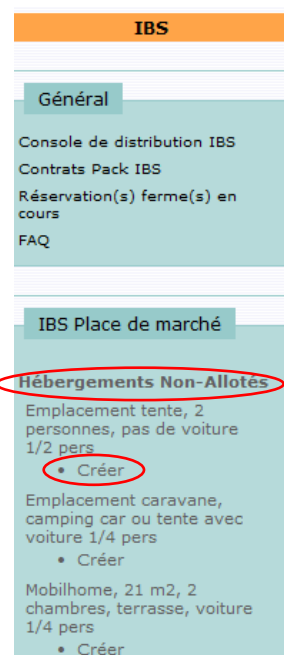 IBS
Général
Console de distribution IBS
Contrats Pack IBS
Réservation(s) ferme(s) en
cours
FAQ
IBS Place de marché
Hébergements Non-Allotés
Emplacement tente, 2
personnes, pas de voiture
1/2 pers
• Créer
Emplacement caravane,
camping car ou tente avec
voiture 1/4 pers
• Créer
Mobilhome, 21 m2, 2
chambres, terrasse, voiture
1/4 pers
• Créer